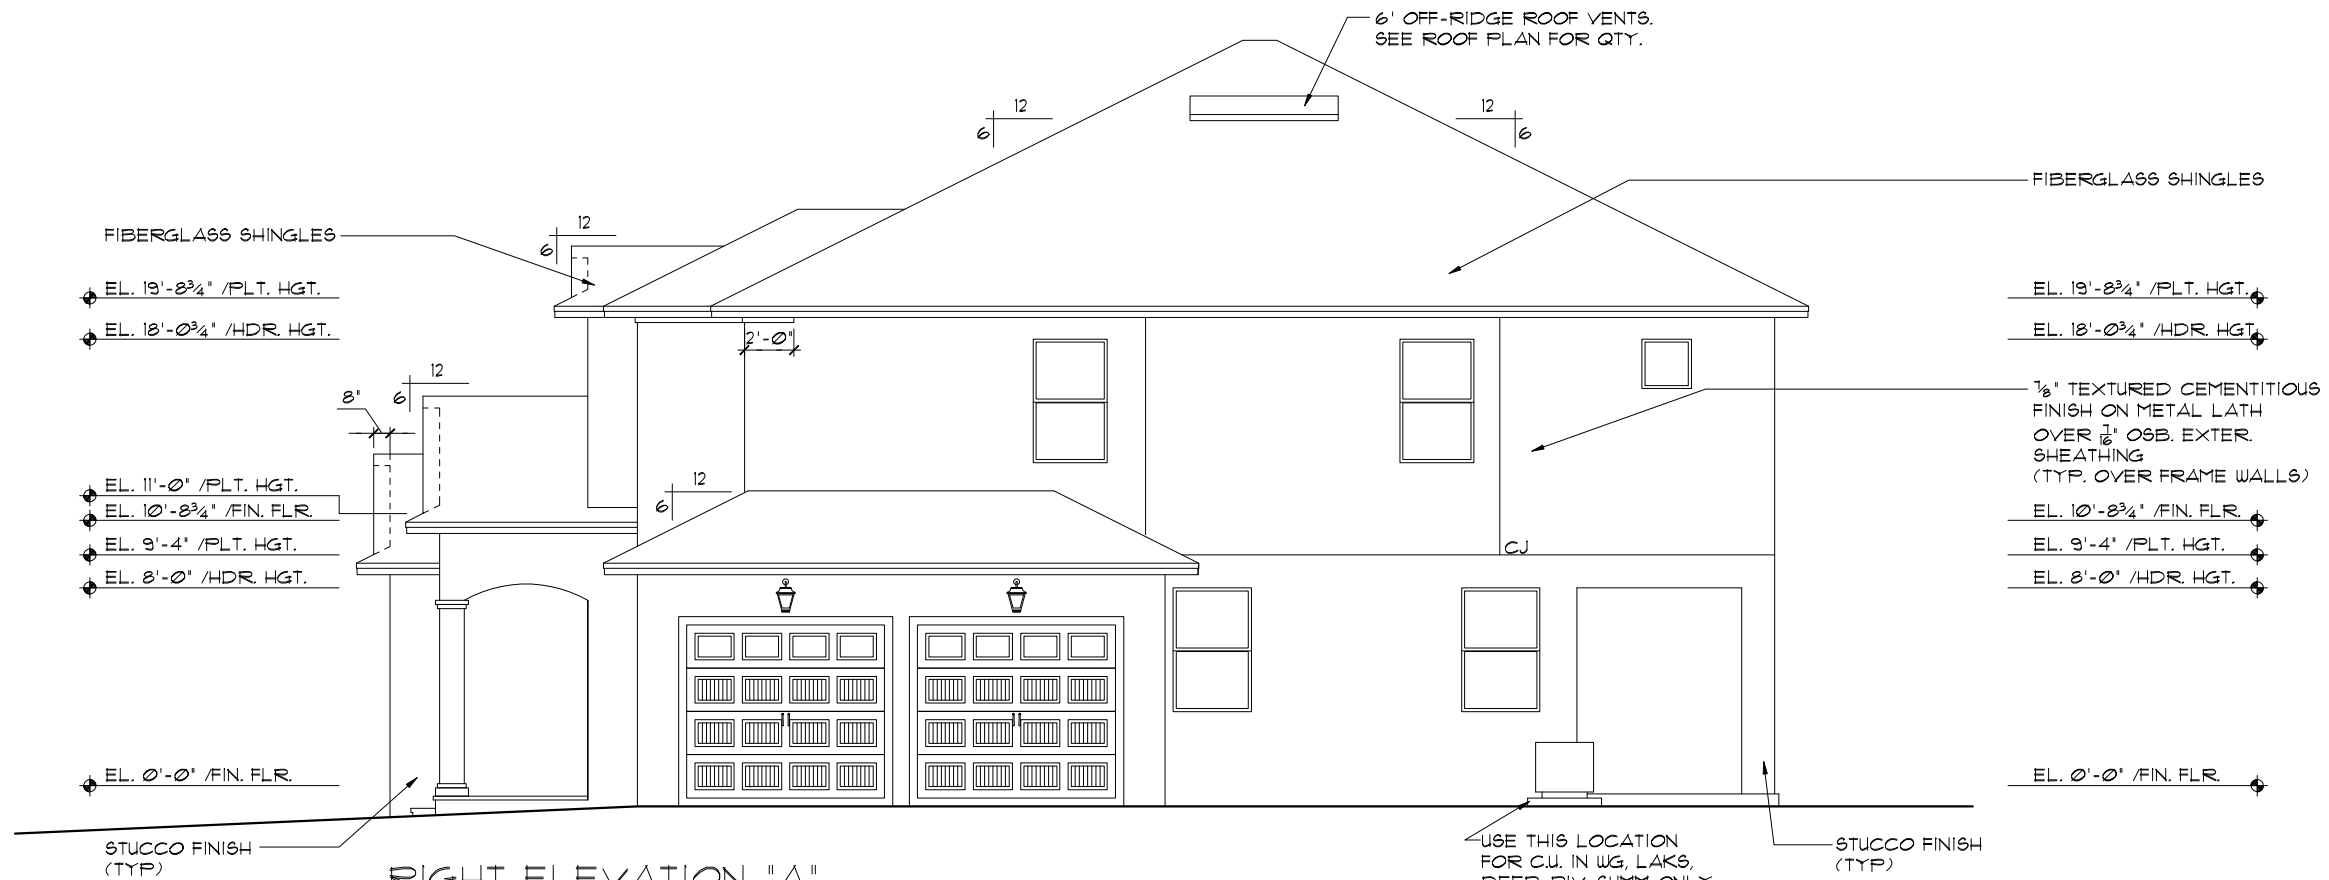 6' OFF-RIDGE ROOF VENTS.
SEE ROOF PLAN FOR QTY.
12
6
12
6
FIBERGLASS SHINGLES
12
6
FIBERGLASS SHINGLES
EL. 19'-8¾" /PLT. HGT.
EL. 18'-0¾" /HDR. HGT.
EL. 19'-8¾" /PLT. HGT.
EL. 18'-0¾" /HDR. HGT.
2'-0"
12
6
8"
⅞" TEXTURED CEMENTITIOUS
FINISH ON METAL LATH
OVER 7/16" OSB. EXTER.
SHEATHING
(TYP. OVER FRAME WALLS)
12
6
EL. 11'-0" /PLT. HGT.
EL. 10'-8¾" /FIN. FLR.
EL. 9'-4" /PLT. HGT.
EL. 8'-0" /HDR. HGT.
EL. 10'-8¾" /FIN. FLR.
EL. 9'-4" /PLT. HGT.
EL. 8'-0" /HDR. HGT.
CJ
EL. 0'-0" /FIN. FLR.
EL. 0'-0" /FIN. FLR.
STUCCO FINISH
(TYP)
USE THIS LOCATION
FOR C.U. IN WG, LAKS,
STUCCO FINISH
(TYP)
RIGHT ELEVATION "A"